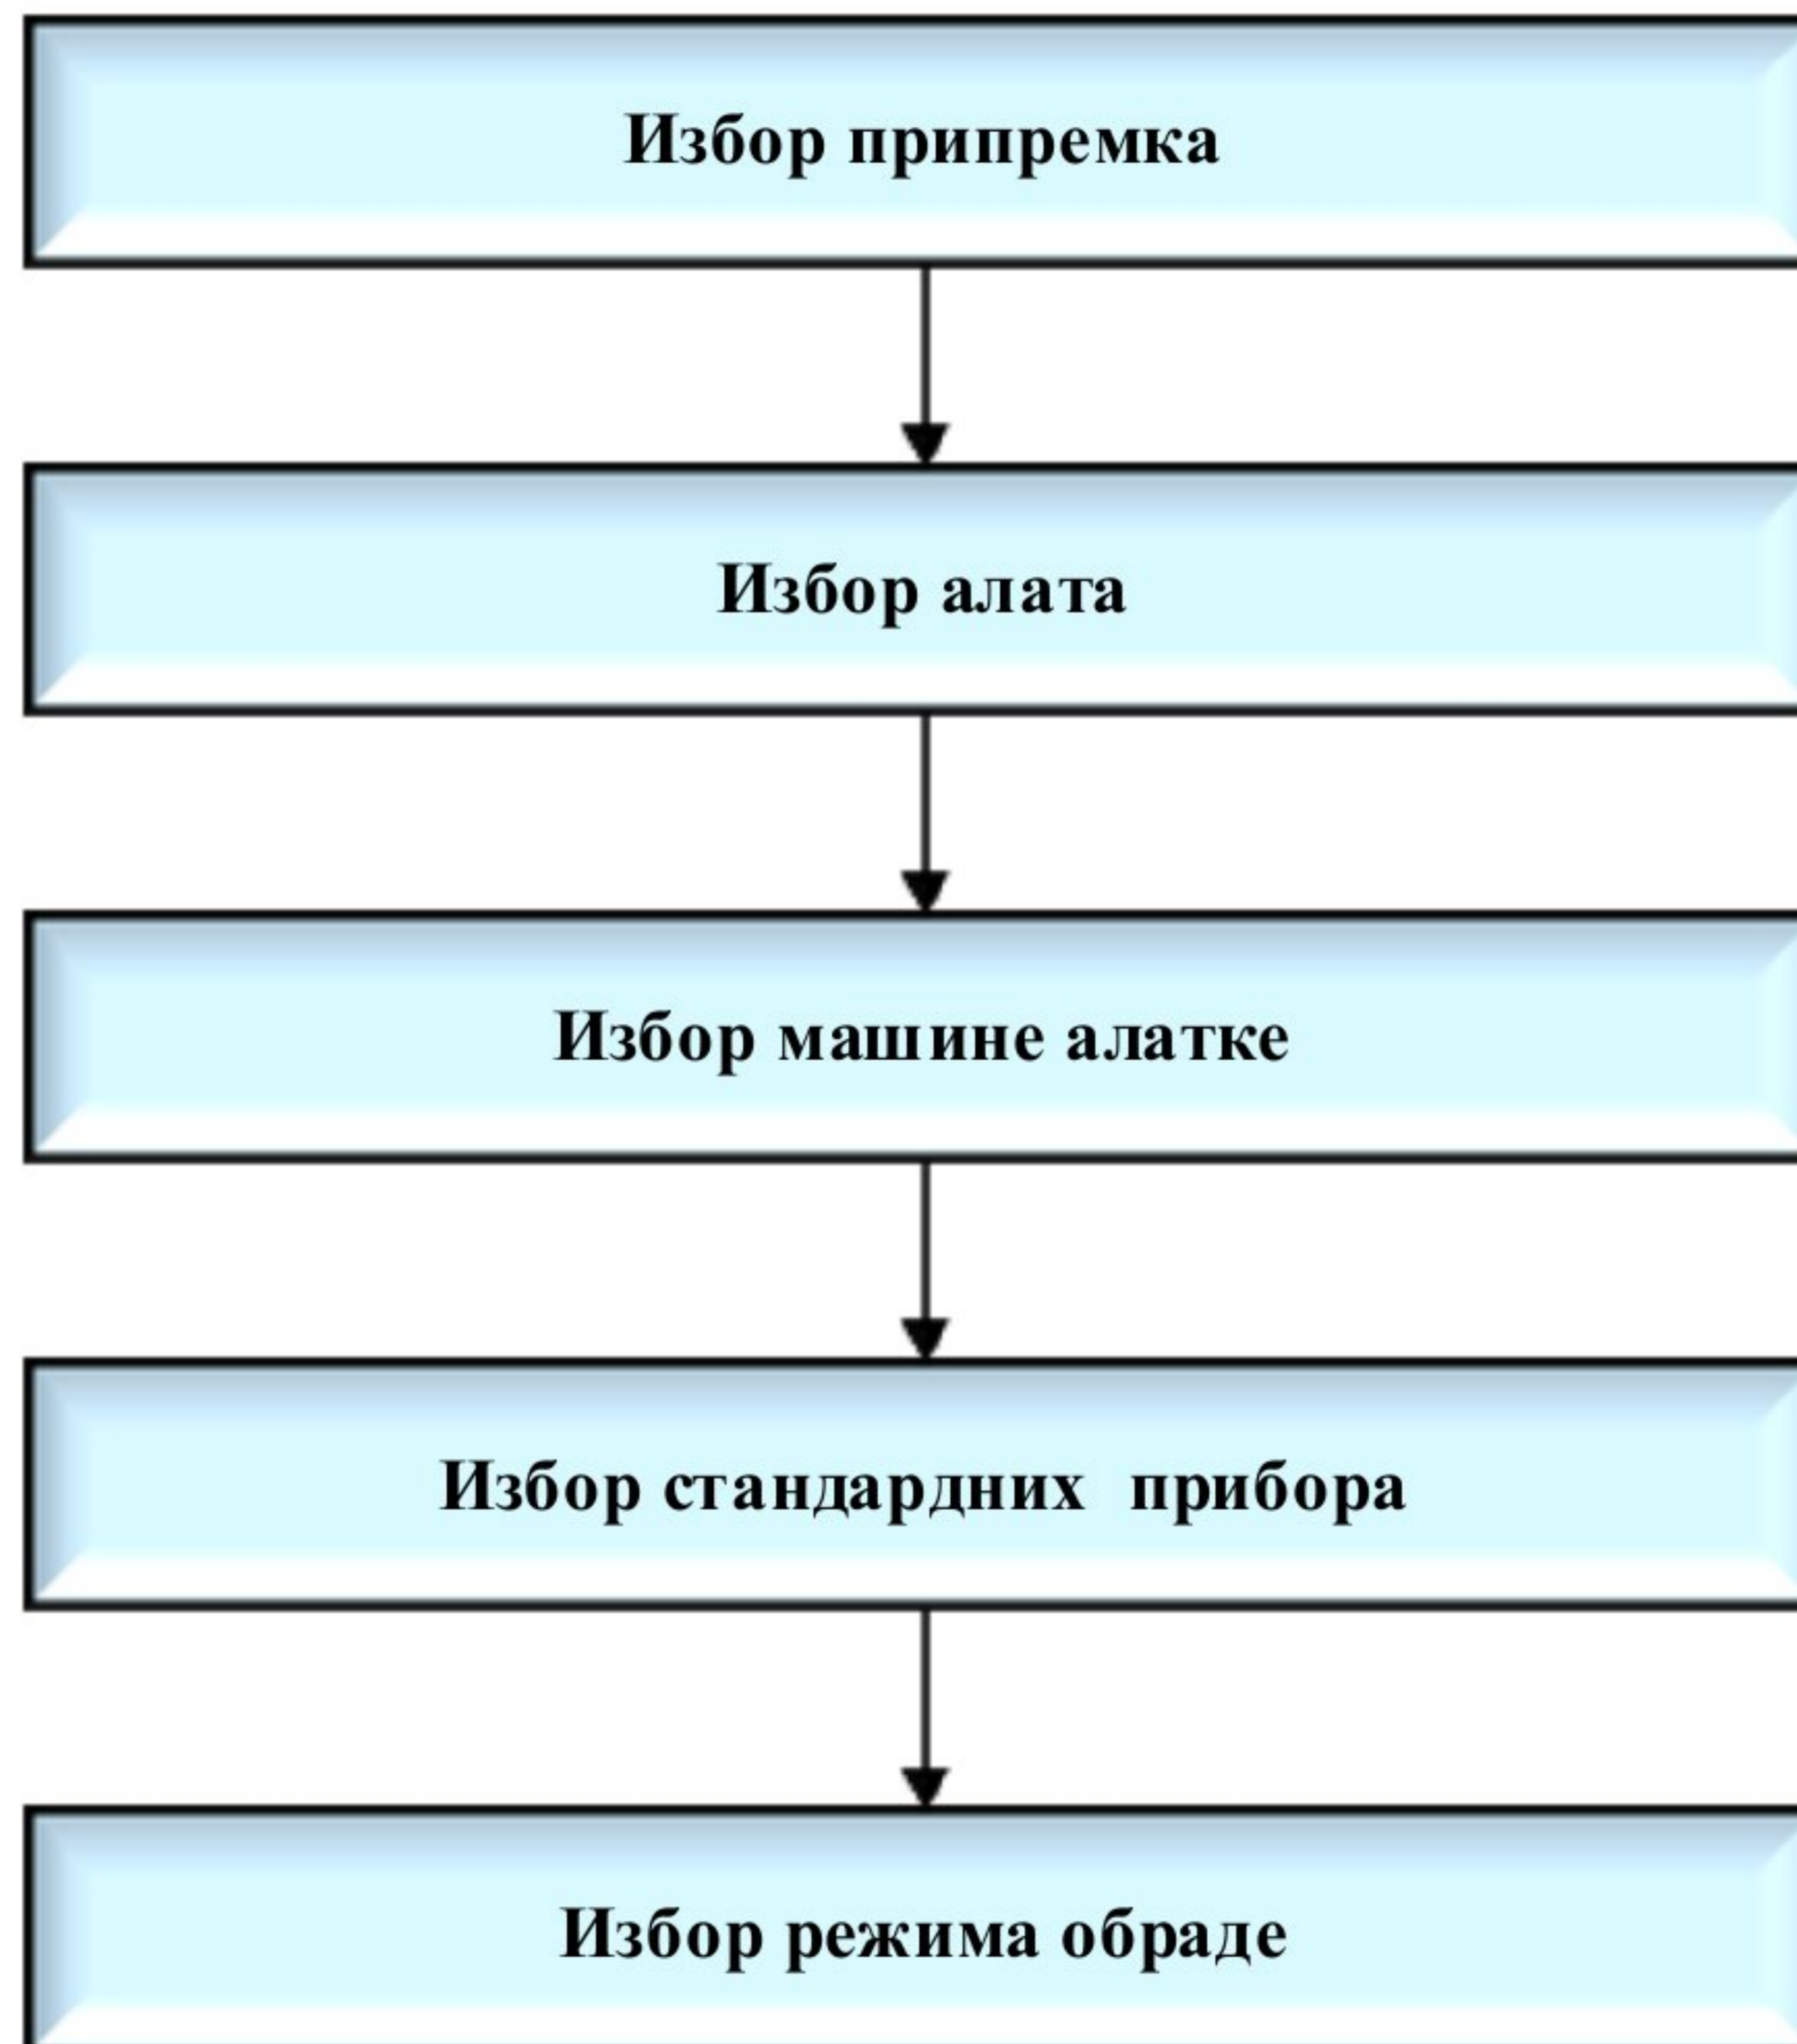 Избор припремка
Избор алата
Избор машине алатке
Избор стандардних  прибора
Избор режима обраде